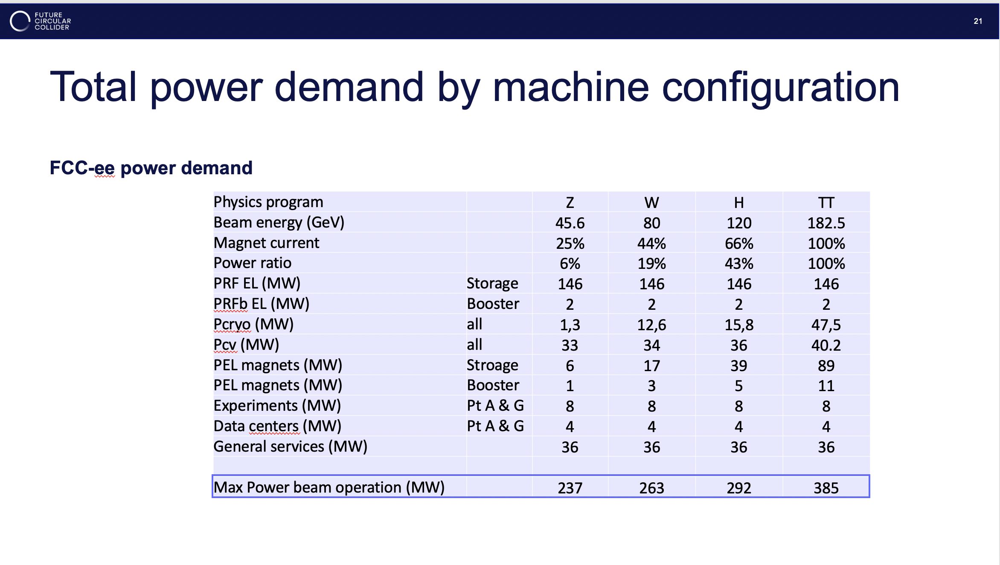 FUTURE
CIRCULAR
COLLIDER
21
Total power demand by machine configuration
FCC-ee power demand
Physics program Z W H TT
Beam energy (GeV) 45.6 80 120 182.5
Magnet current 25% 44% 66% 100%
Power ratio 6% 19% 43% 100%
PRF EL (MW) Storage 146 146 146 146
PRFb EL (MW) Booster 2 2 2 2
Pcryo (MW) all 1,3 12,6 15,8 47,5
Pcv (MW) all 33 34 36 40.2
PEL magnets (MW) Stroage 6 17 39 89
PEL magnets (MW) Booster 1 3 5 11
Experiments (MW) Pt A & G 8 8 8 8
Data centers (MW) Pt A & G 4 4 4 4
General services (MW) 36 36 36 36
Max Power beam operation (MW) 237 263 292 385